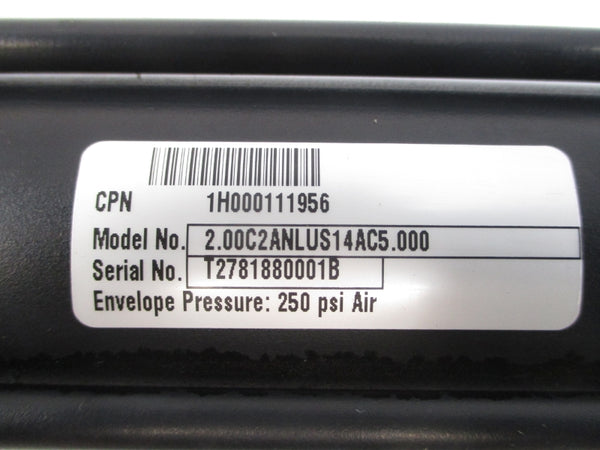 CPN 1H000111956
Model No. 2.00C2ANLUS14AC5.000
Serial No. T2781880001B
Envelope Pressure: 250 psi Air